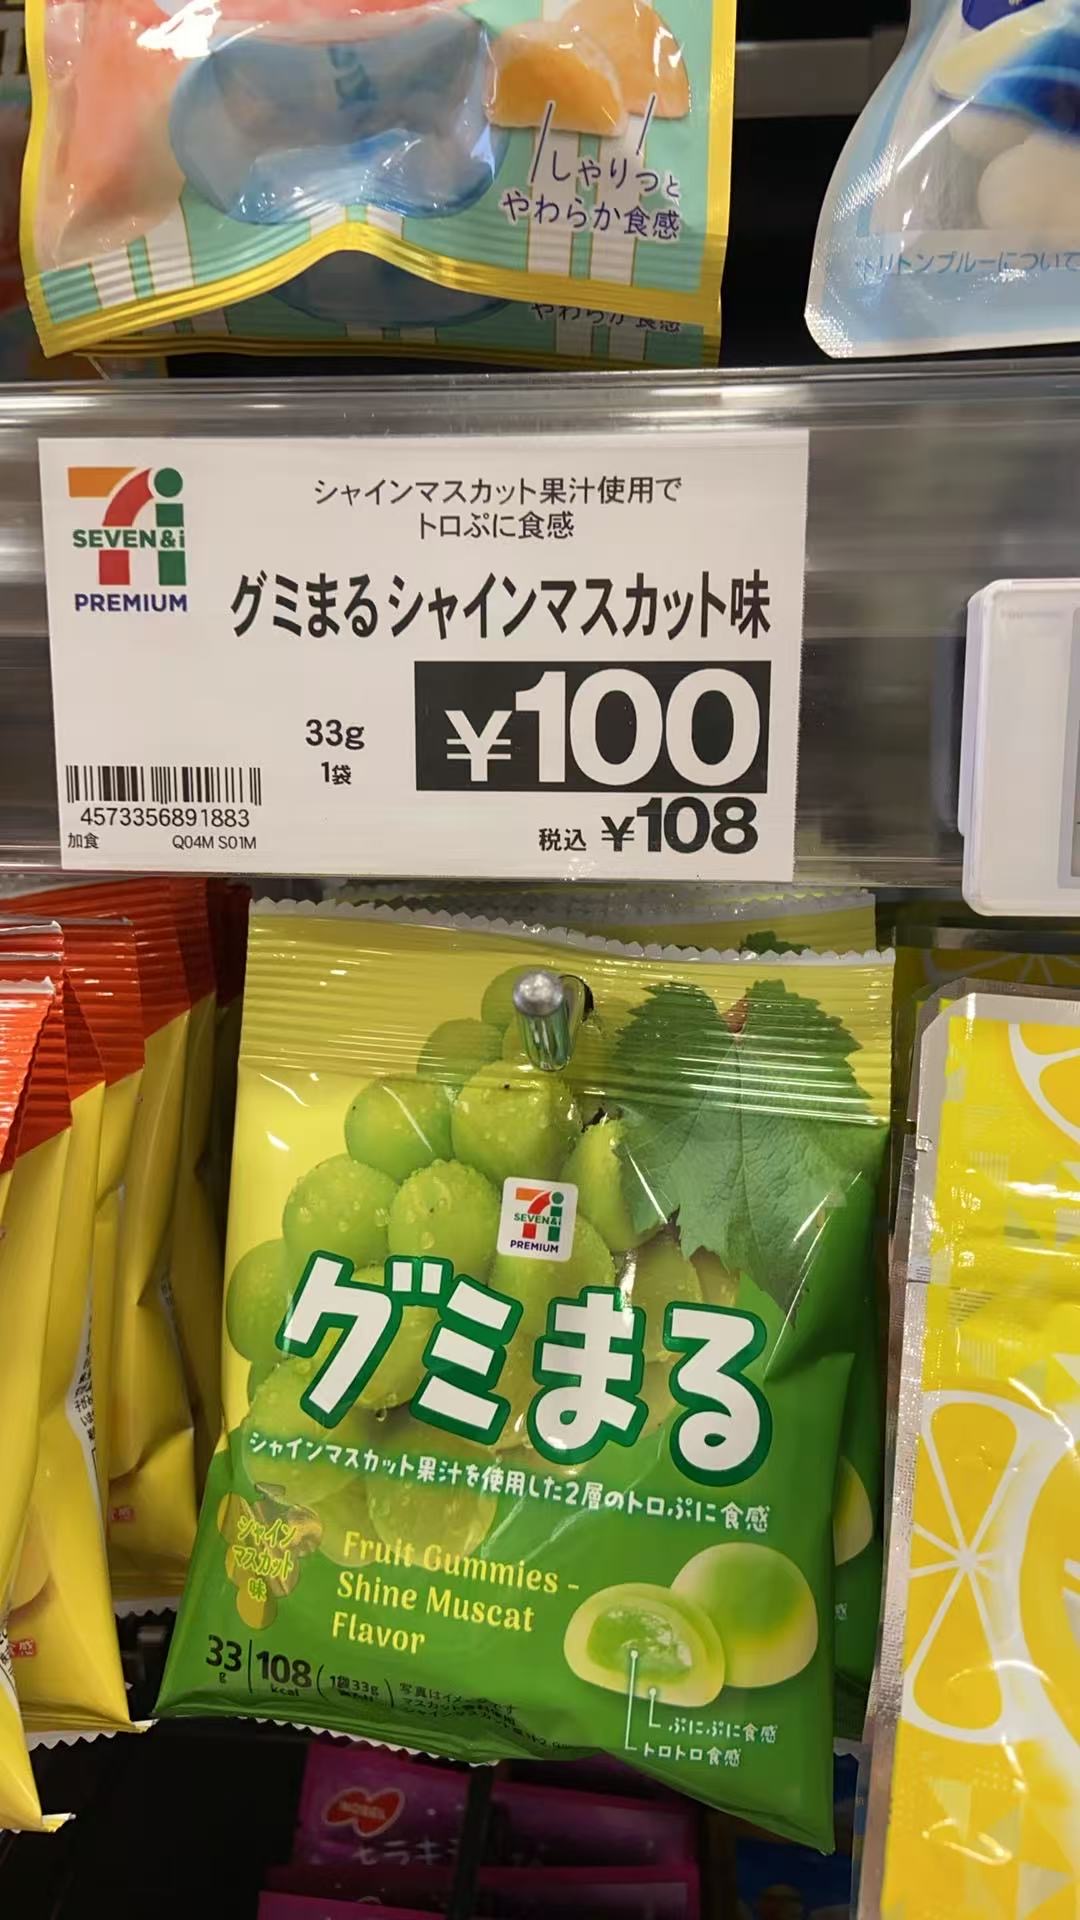 しゃりっと
やわらか食感
やわらか食感
トリトンブルーについて
SEVEN&i
PREMIUM
シャインマスカット果汁使用で
トロぷに食感
グミまるシャインマスカット味
33g
1袋
¥100
税込 ¥108
4573356891883
加食 Q04M S01M
SEVEN&i
PREMIUM
グミまる
シャインマスカット果汁を使用した2層のトロぷに食感
シャイン
マスカット
味
Fruit Gummies -
Shine Muscat
Flavor
33g 108kcal
1袋33g
写真はイメージです
ぷにぷに食感
トロトロ食感